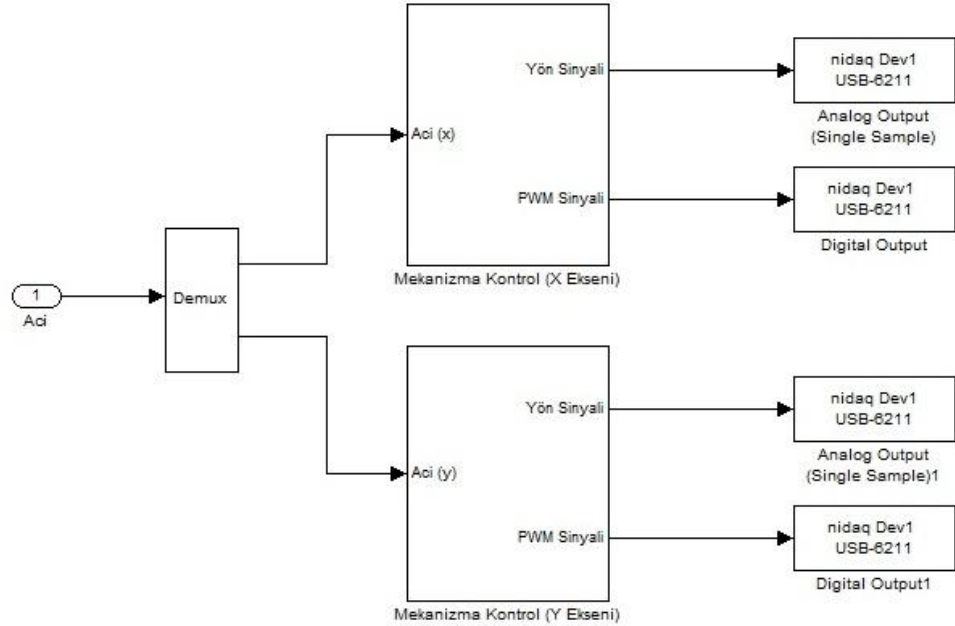 1
Aci
Demux
Aci (x)
Yön Sinyali
PWM Sinyali
Mekanizma Kontrol (X Ekseni)
nidaq Dev1
USB-6211
Analog Output
(Single Sample)
nidaq Dev1
USB-6211
Digital Output
Aci (y)
Yön Sinyali
PWM Sinyali
Mekanizma Kontrol (Y Ekseni)
nidaq Dev1
USB-6211
Analog Output
(Single Sample)1
nidaq Dev1
USB-6211
Digital Output1